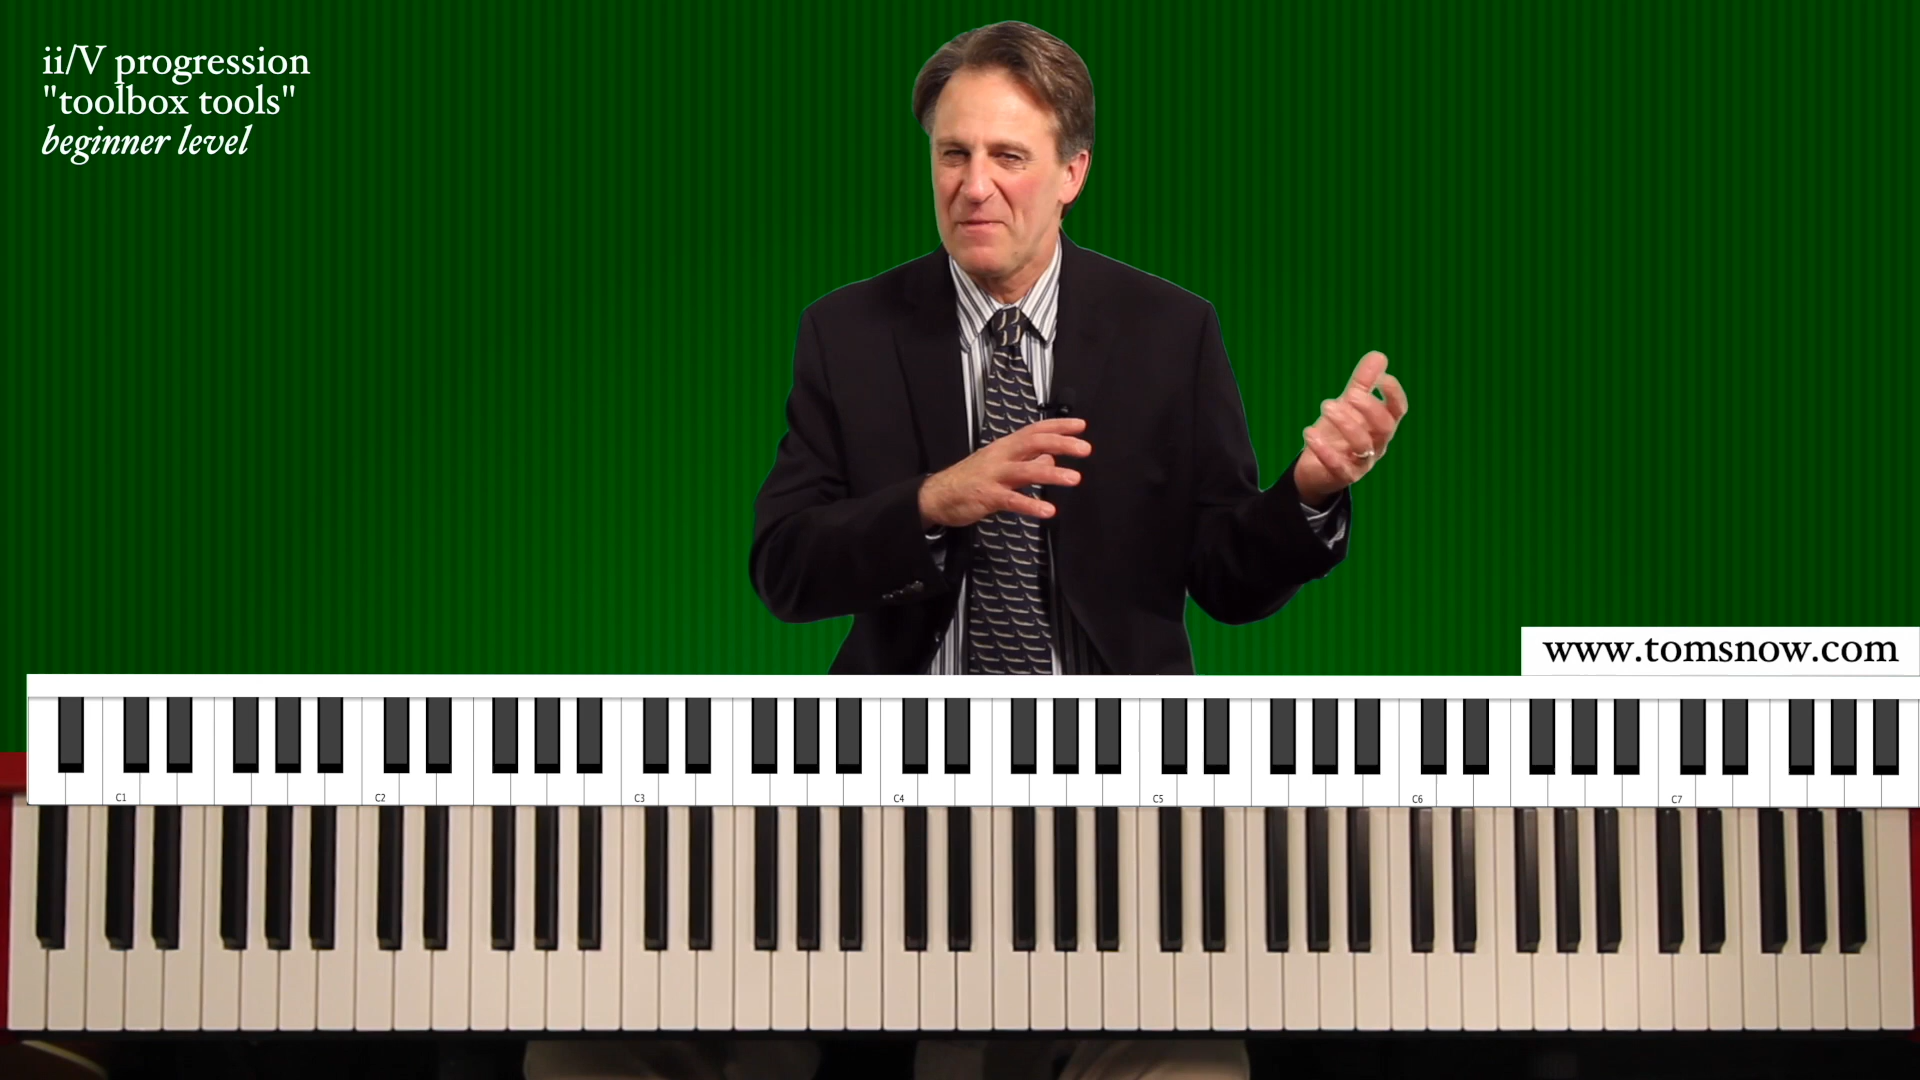 ii/V progression
"toolbox tools"
beginner level
www.tomsnow.com
C1 C2 C3 C4 C5 C6 C7